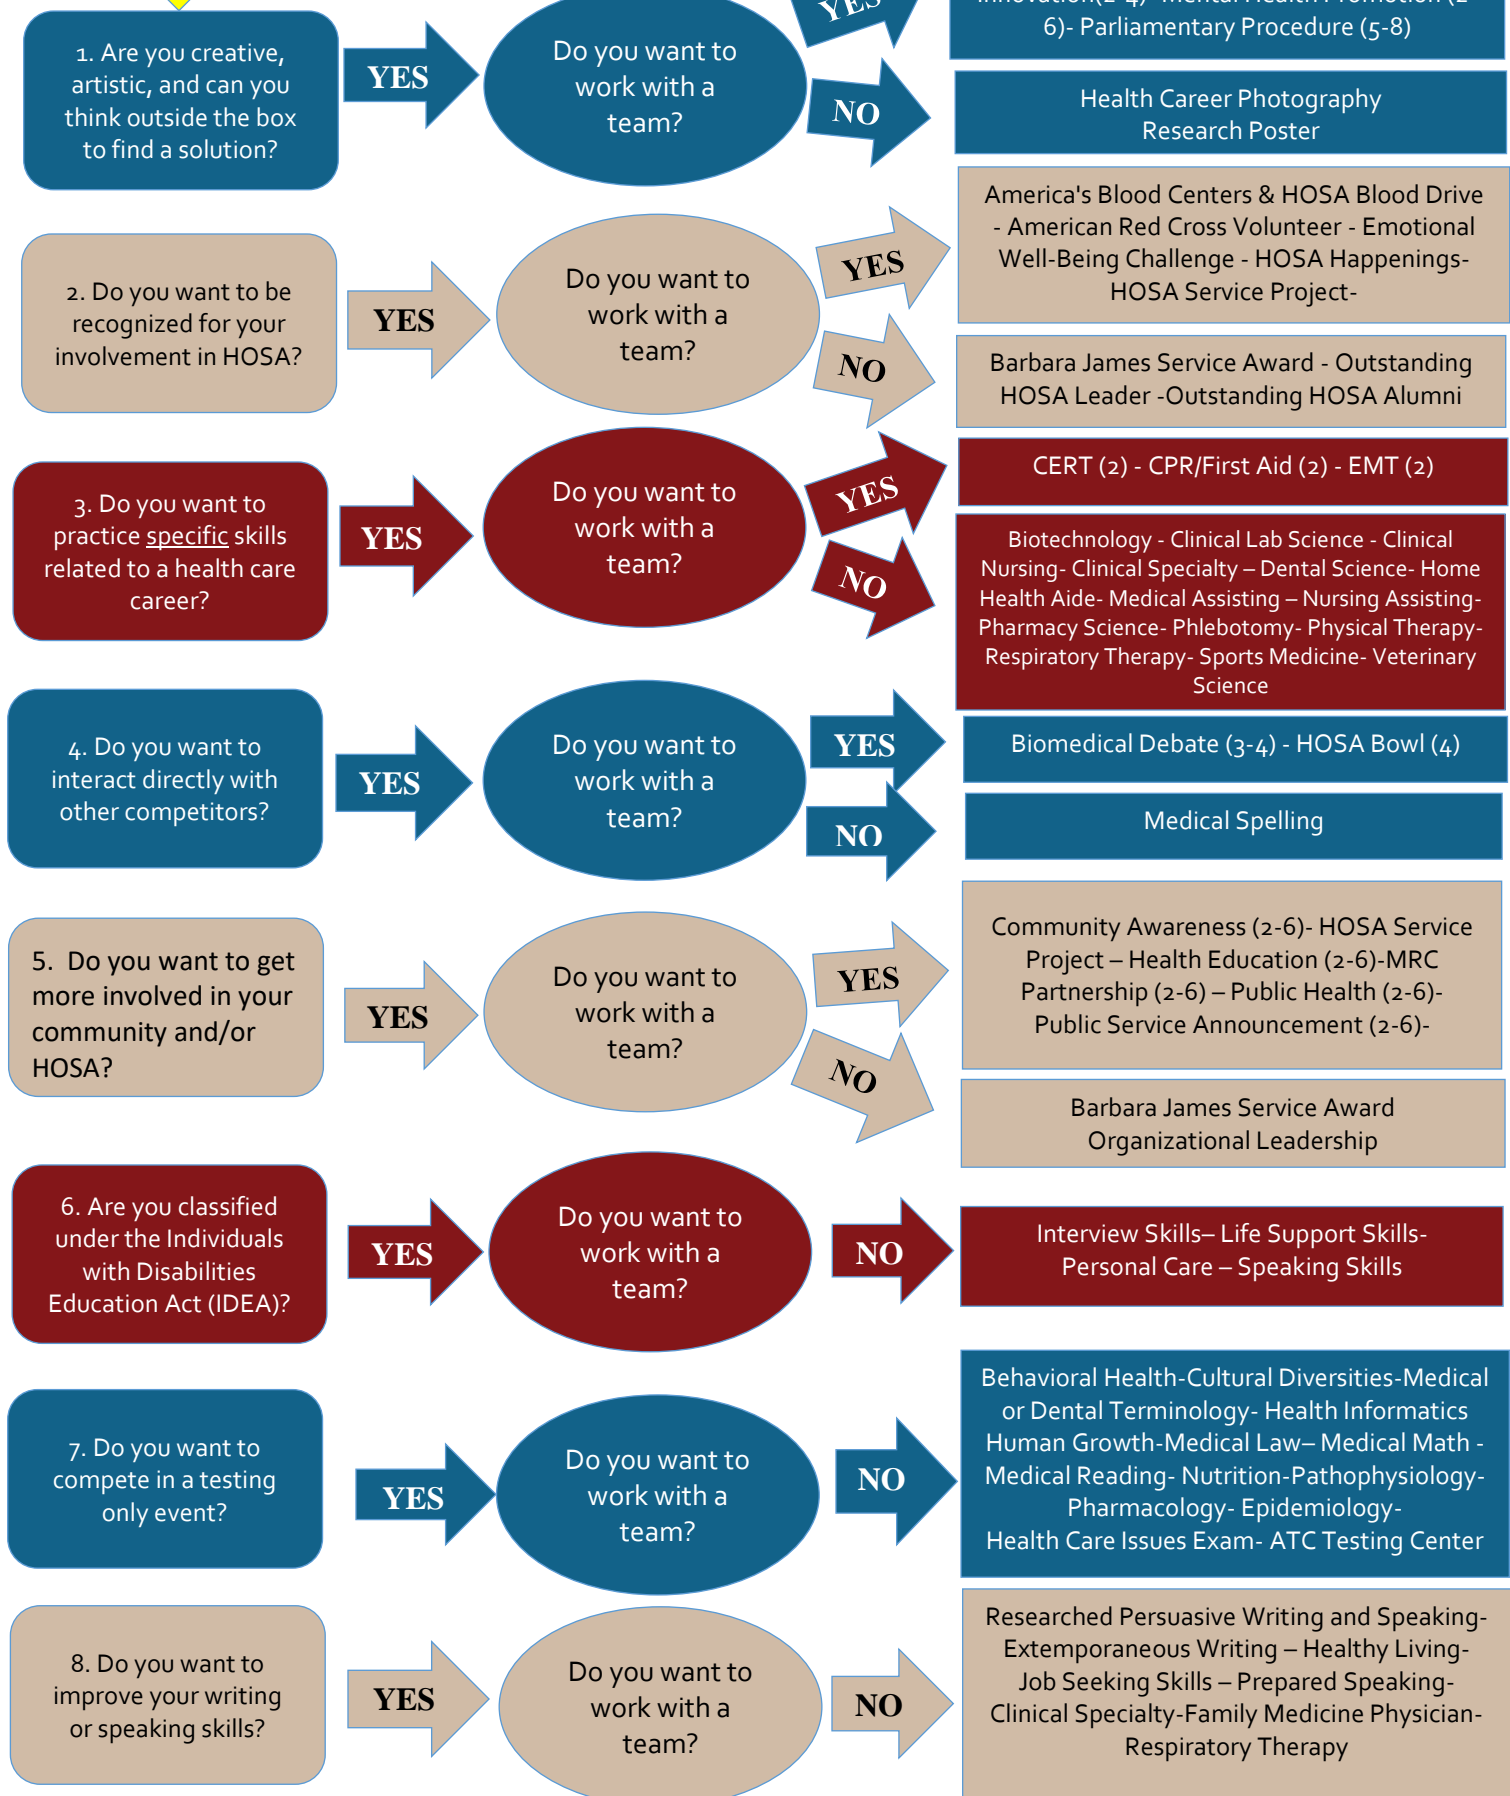 1. Are you creative,
artistic, and can you
think outside the box
to find a solution?
YES
Do you want to
work with a
team?
YES
6)- Parliamentary Procedure (5-8)
NO
Health Career Photography
Research Poster
2. Do you want to be
recognized for your
involvement in HOSA?
YES
Do you want to
work with a
team?
YES
America's Blood Centers & HOSA Blood Drive
- American Red Cross Volunteer - Emotional
Well-Being Challenge - HOSA Happenings-
HOSA Service Project-
NO
Barbara James Service Award - Outstanding
HOSA Leader -Outstanding HOSA Alumni
3. Do you want to
practice specific skills
related to a health care
career?
YES
Do you want to
work with a
team?
YES
CERT (2) - CPR/First Aid (2) - EMT (2)
NO
Biotechnology - Clinical Lab Science - Clinical
Nursing- Clinical Specialty – Dental Science- Home
Health Aide- Medical Assisting – Nursing Assisting-
Pharmacy Science- Phlebotomy- Physical Therapy-
Respiratory Therapy- Sports Medicine- Veterinary
Science
4. Do you want to
interact directly with
other competitors?
YES
Do you want to
work with a
team?
YES
Biomedical Debate (3-4) - HOSA Bowl (4)
NO
Medical Spelling
5. Do you want to get
more involved in your
community and/or
HOSA?
YES
Do you want to
work with a
team?
YES
Community Awareness (2-6)- HOSA Service
Project – Health Education (2-6)-MRC
Partnership (2-6) – Public Health (2-6)-
Public Service Announcement (2-6)-
NO
Barbara James Service Award
Organizational Leadership
6. Are you classified
under the Individuals
with Disabilities
Education Act (IDEA)?
YES
Do you want to
work with a
team?
NO
Interview Skills– Life Support Skills-
Personal Care – Speaking Skills
7. Do you want to
compete in a testing
only event?
YES
Do you want to
work with a
team?
NO
Behavioral Health-Cultural Diversities-Medical
or Dental Terminology- Health Informatics
Human Growth-Medical Law– Medical Math -
Medical Reading- Nutrition-Pathophysiology-
Pharmacology- Epidemiology-
Health Care Issues Exam- ATC Testing Center
8. Do you want to
improve your writing
or speaking skills?
YES
Do you want to
work with a
team?
NO
Researched Persuasive Writing and Speaking-
Extemporaneous Writing – Healthy Living-
Job Seeking Skills – Prepared Speaking-
Clinical Specialty-Family Medicine Physician-
Respiratory Therapy